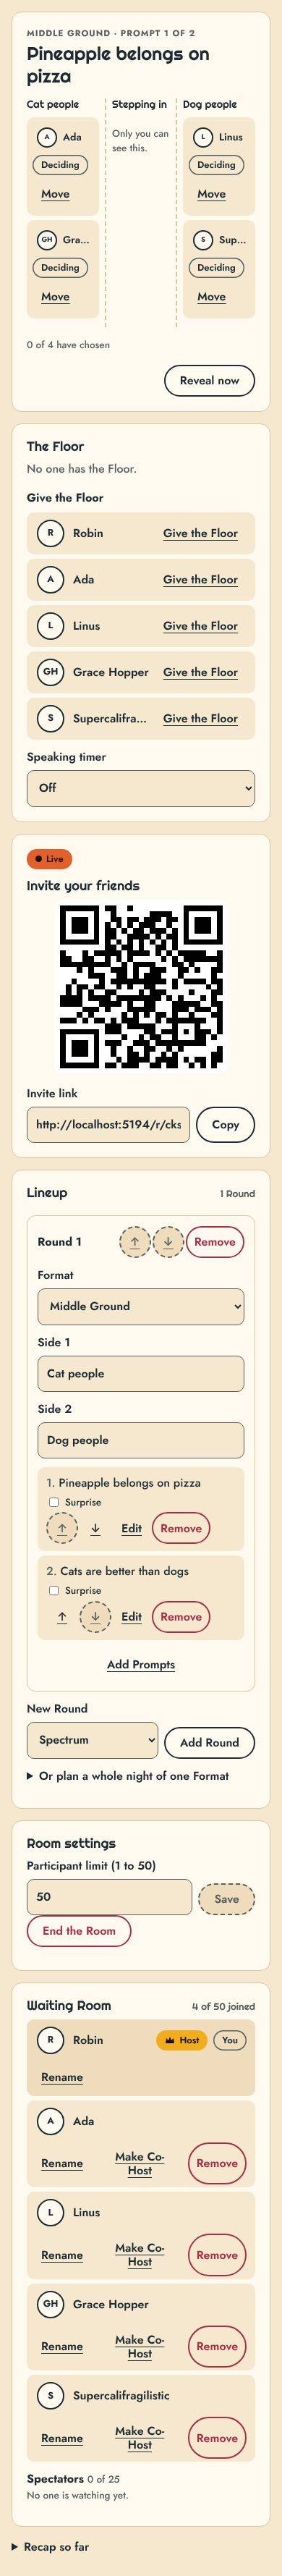 MIDDLE GROUND · PROMPT 1 OF 2
Pineapple belongs on
pizza
Cat people
Stepping in
Dog people
A Ada
Deciding
Move
GH Gra...
Deciding
Move
Only you can
see this.
L Linus
Deciding
Move
S Sup...
Deciding
Move
0 of 4 have chosen
Reveal now
The Floor
No one has the Floor.
Give the Floor
R Robin Give the Floor
A Ada Give the Floor
L Linus Give the Floor
GH Grace Hopper Give the Floor
S Supercalifra... Give the Floor
Speaking timer
Off
Live
Invite your friends
Invite link
http://localhost:5194/r/cks
Copy
Lineup 1 Round
Round 1 ↑ ↓ Remove
Format
Middle Ground
Side 1
Cat people
Side 2
Dog people
1. Pineapple belongs on pizza
Surprise
↑ ↓ Edit Remove
2. Cats are better than dogs
Surprise
↑ ↓ Edit Remove
Add Prompts
New Round
Spectrum Add Round
Or plan a whole night of one Format
Room settings
Participant limit (1 to 50)
50 Save
End the Room
Waiting Room 4 of 50 joined
R Robin Host You
Rename
A Ada
Rename Make Co-
Host Remove
L Linus
Rename Make Co-
Host Remove
GH Grace Hopper
Rename Make Co-
Host Remove
S Supercalifragilistic
Rename Make Co-
Host Remove
Spectators 0 of 25
No one is watching yet.
Recap so far